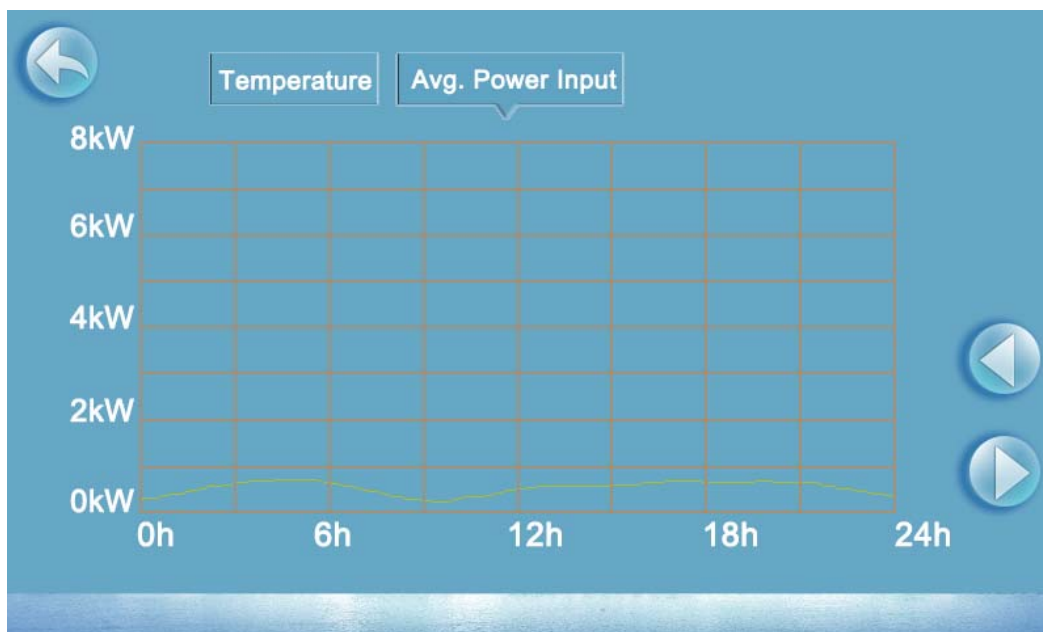 Temperature
Avg. Power Input
8kW
6kW
4kW
2kW
0kW
0h
6h
12h
18h
24h